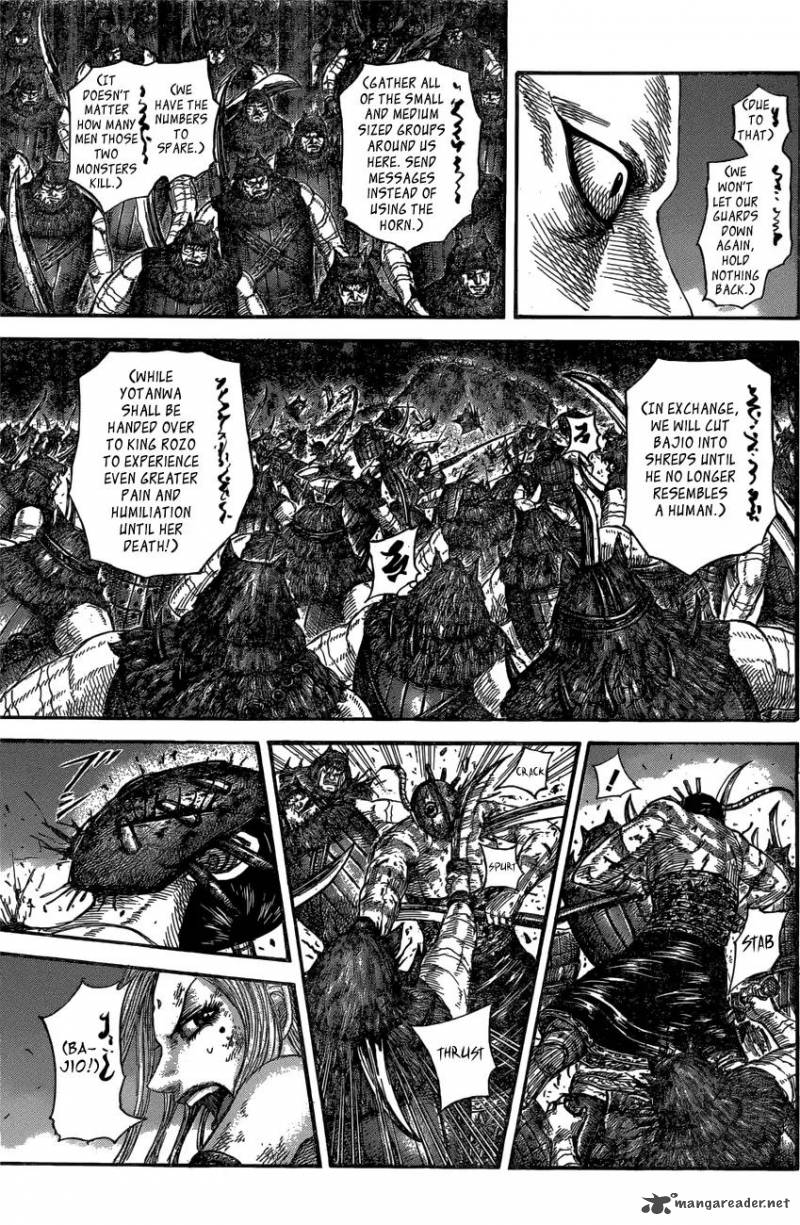 (DUE
TO
THAT)
(WE
WON'T
LET OUR
GUARDS
DOWN
AGAIN,
HOLD
NOTHING
BACK.)
(GATHER ALL
OF THE SMALL
AND MEDIUM
SIZED GROUPS
AROUND US
HERE. SEND
MESSAGES
INSTEAD OF
USING THE
HORN.)
(WE
HAVE THE
NUMBERS
TO
SPARE.)
(IT
DOESN'T
MATTER
HOW MANY
MEN THOSE
TWO
MONSTERS
KILL.)
(IN EXCHANGE,
WE WILL CUT
BAJIO INTO
SHREDS UNTIL
HE NO LONGER
RESEMBLES
A HUMAN.)
(WHILE
YOTANWA
SHALL BE
HANDED OVER
TO KING ROZO
TO EXPERIENCE
EVEN GREATER
PAIN AND
HUMILIATION
UNTIL HER
DEATH!)
!
STAB
CRACK
SPURT
THRUST
(BA-
JIO!)
mangareader.net